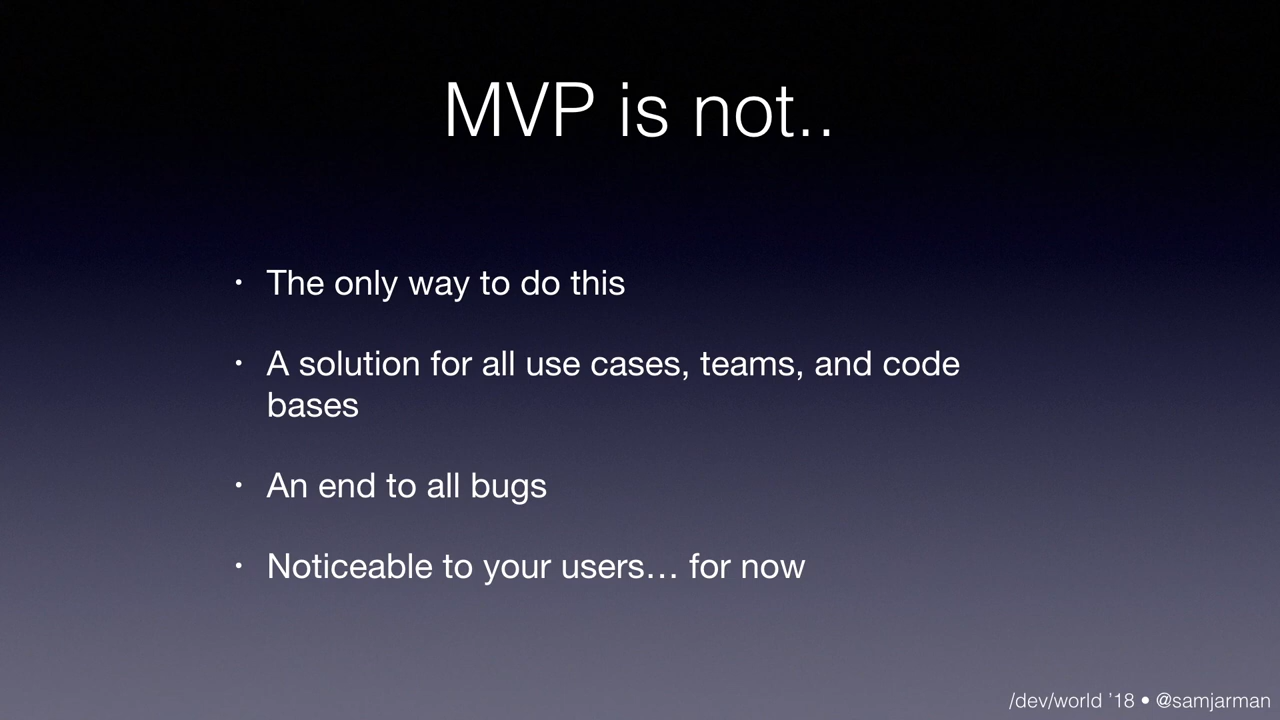 MVP is not..
• The only way to do this
• A solution for all use cases, teams, and code
bases
• An end to all bugs
• Noticeable to your users… for now
/dev/world ’18 • @samjarman